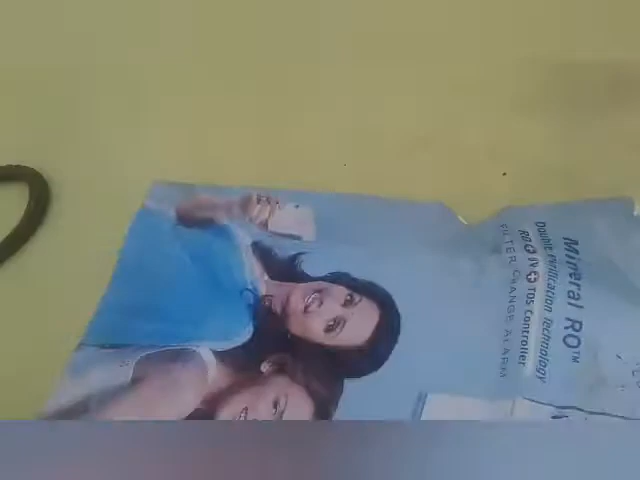 Mineral RO™
Double Purification Technology
RO + UV + TDS Controller
FILTER CHANGE ALARM